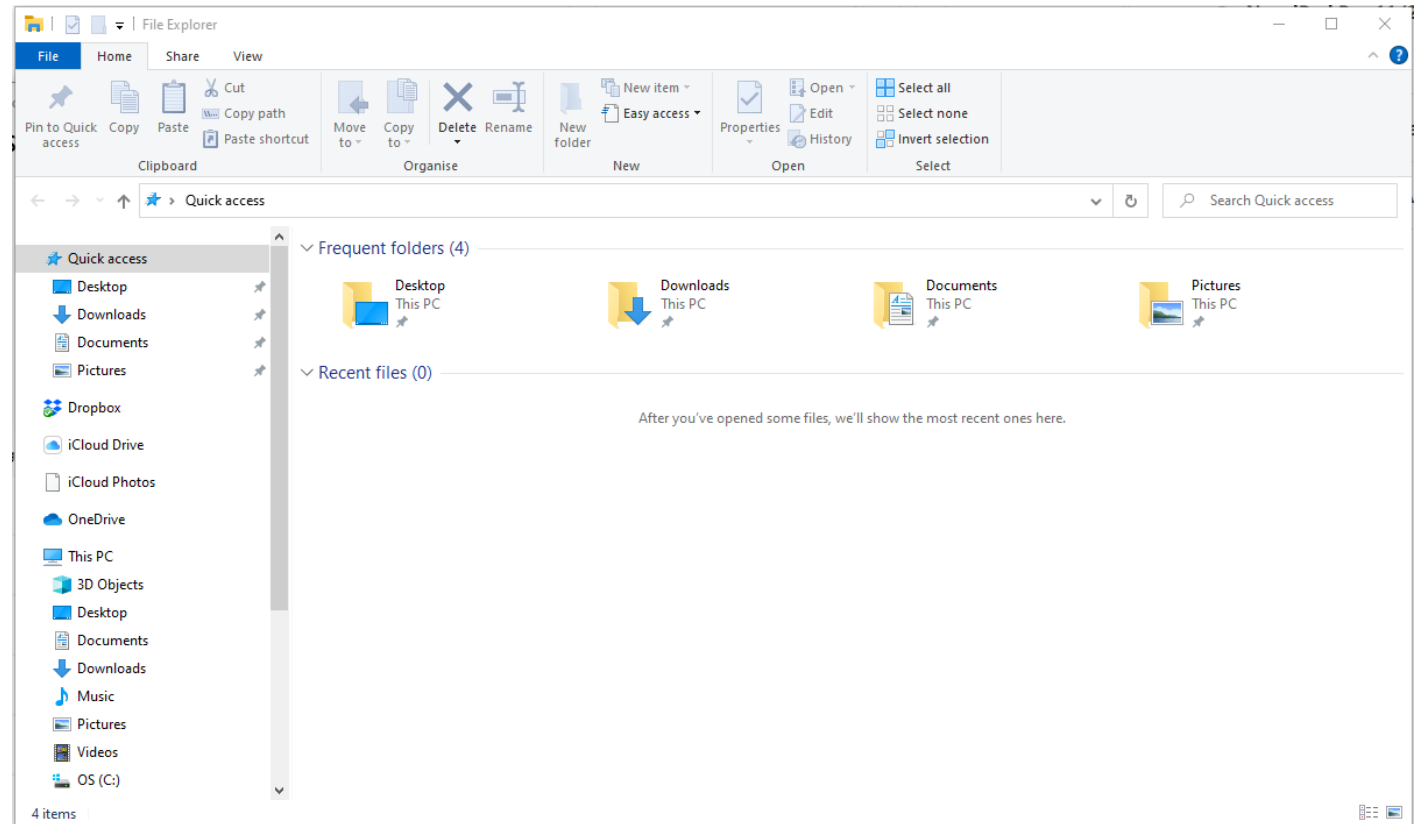 File Explorer
File Home Share View
Pin to Quick access
Copy
Paste
Cut
Copy path
Paste shortcut
Clipboard
Move to
Copy to
Delete
Rename
Organise
New folder
New item
Easy access
New
Properties
Open
Edit
History
Open
Select all
Select none
Invert selection
Select
Quick access
Search Quick access
Quick access
Desktop
Downloads
Documents
Pictures
Dropbox
iCloud Drive
iCloud Photos
OneDrive
This PC
3D Objects
Desktop
Documents
Downloads
Music
Pictures
Videos
OS (C:)
Frequent folders (4)
Desktop
This PC
Downloads
This PC
Documents
This PC
Pictures
This PC
Recent files (0)
After you've opened some files, we'll show the most recent ones here.
4 items